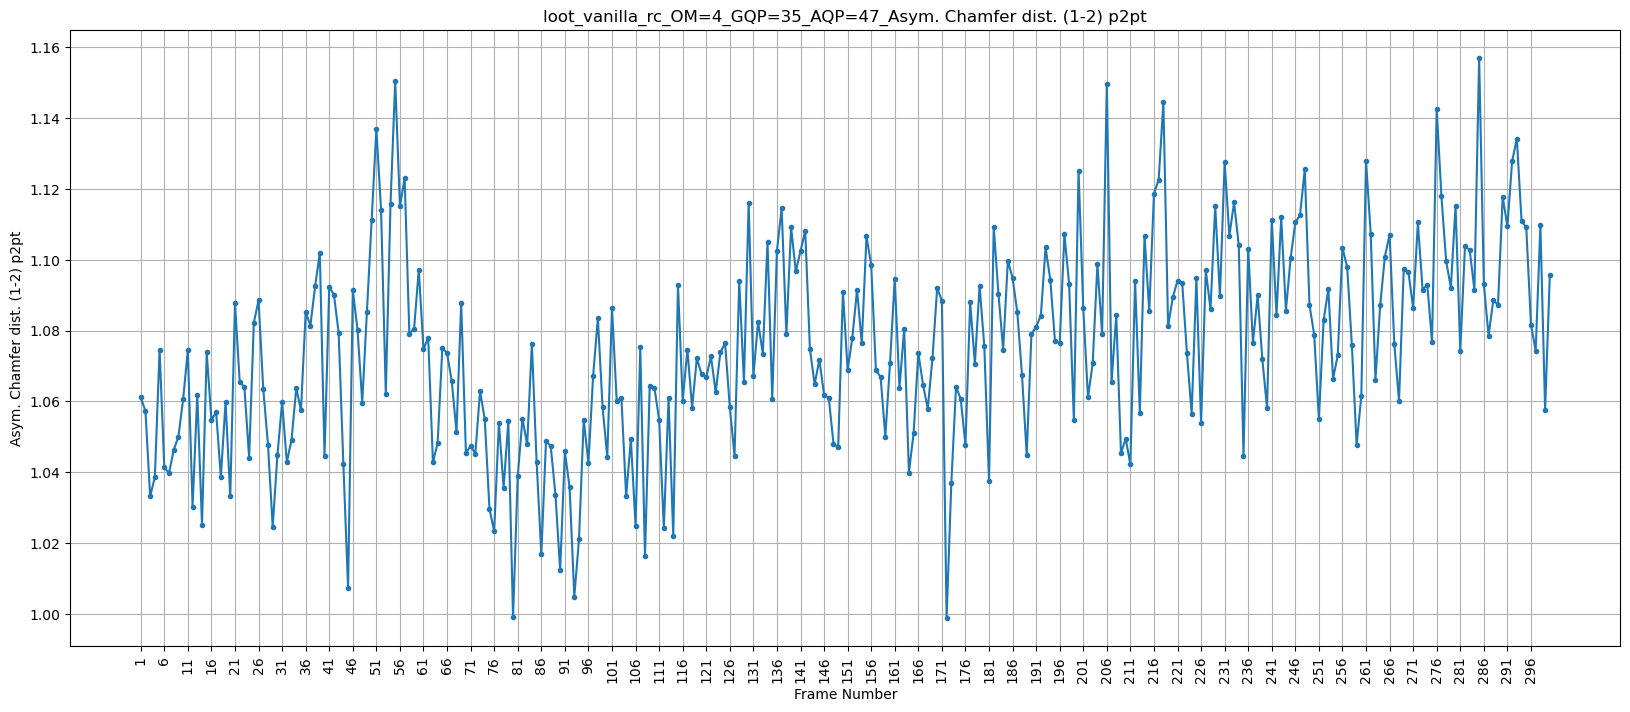 loot_vanilla_rc_OM=4_GQP=35_AQP=47_Asym. Chamfer dist. (1-2) p2pt
Asym. Chamfer dist. (1-2) p2pt
1.16
1.14
1.12
1.10
1.08
1.06
1.04
1.02
1.00
1 6 11 16 21 26 31 36 41 46 51 56 61 66 71 76 81 86 91 96 101 106 111 116 121 126 131 136 141 146 151 156 161 166 171 176 181 186 191 196 201 206 211 216 221 226 231 236 241 246 251 256 261 266 271 276 281 286 291 296
Frame Number